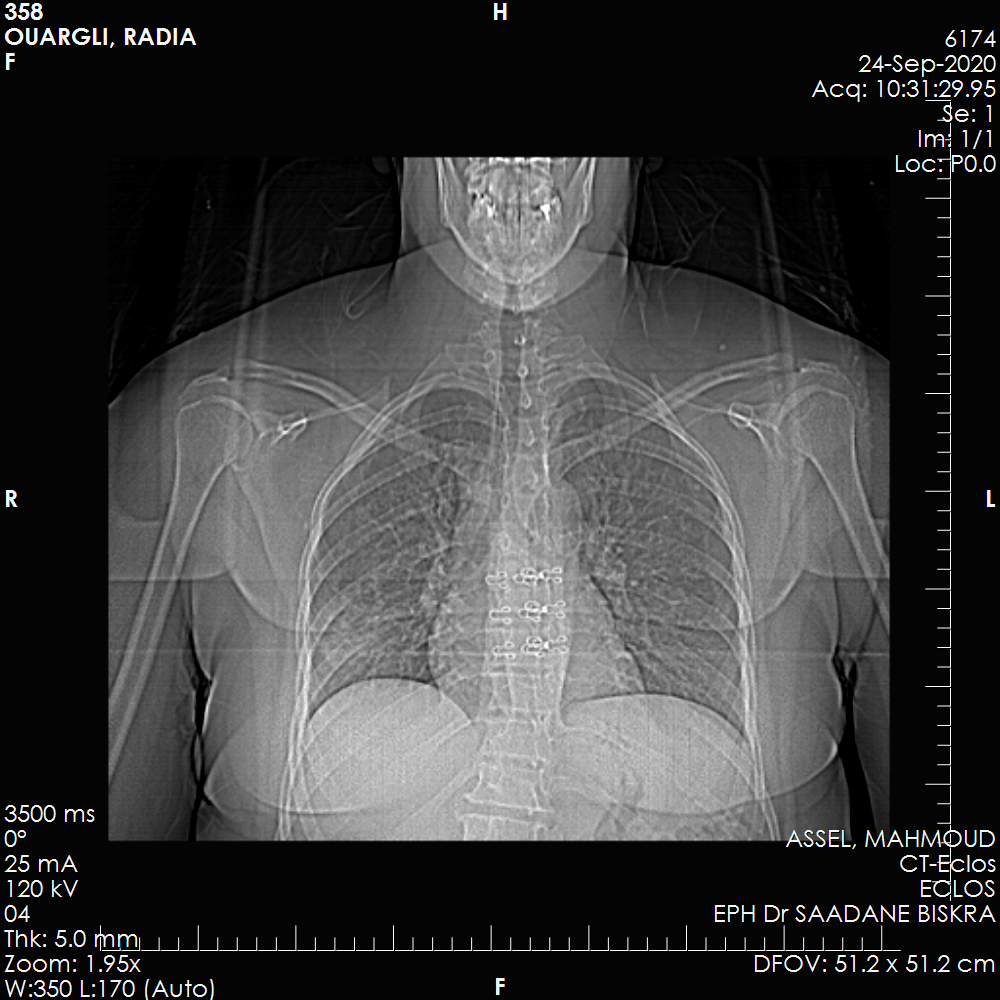 358
OUARGLI, RADIA
F
H
6174
24-Sep-2020
Acq: 10:31:29.95
Se: 1
Im: 1/1
Loc: P0.0
R
L
3500 ms
0°
25 mA
120 kV
04
Thk: 5.0 mm
Zoom: 1.95x
W:350 L:170 (Auto)
F
ASSEL, MAHMOUD
CT-Eclos
ECLOS
EPH Dr SAADANE BISKRA
DFOV: 51.2 x 51.2 cm